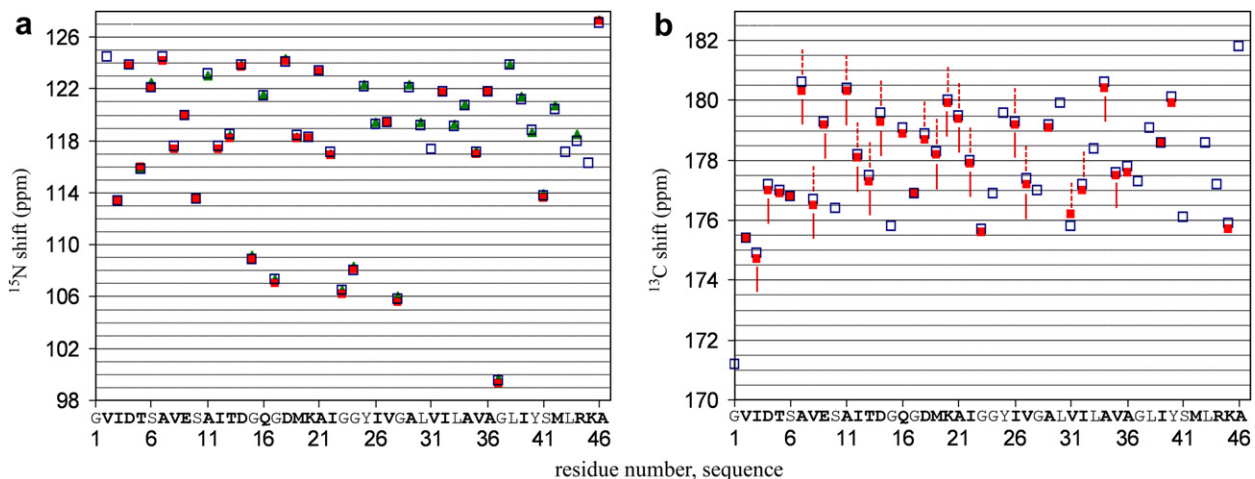 a
b
126
122
118
114
110
106
102
98
¹⁵N shift (ppm)
GVIDTSAVESAITDGQGDMKAIGGYIVGALVILAVAGLIYSMLRKA
1 6 11 16 21 26 31 36 41 46
182
180
178
176
174
172
170
¹³C shift (ppm)
GVIDTSAVESAITDGQGDMKAIGGYIVGALVILAVAGLIYSMLRKA
1 6 11 16 21 26 31 36 41 46
residue number, sequence